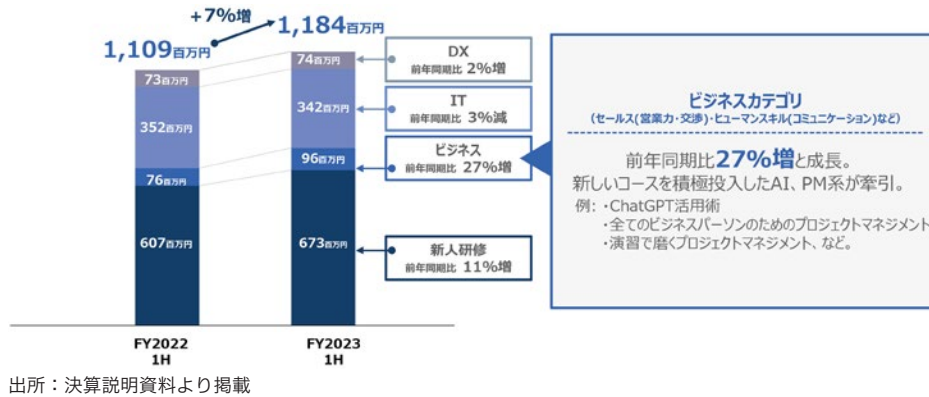 +7%増
1,109百万円
1,184百万円
73百万円
352百万円
76百万円
607百万円
74百万円
342百万円
96百万円
673百万円
DX
前年同期比 2%増
IT
前年同期比 3%減
ビジネス
前年同期比 27%増
新人研修
前年同期比 11%増
FY2022
1H
FY2023
1H
ビジネスカテゴリ
(セールス(営業力・交渉)・ヒューマンスキル(コミュニケーション)など)
前年同期比27%増と成長。
新しいコースを積極投入したAI、PM系が牽引。
例: ・ChatGPT活用術
・全てのビジネスパーソンのためのプロジェクトマネジメント
・演習で磨くプロジェクトマネジメント、など。
出所：決算説明資料より掲載